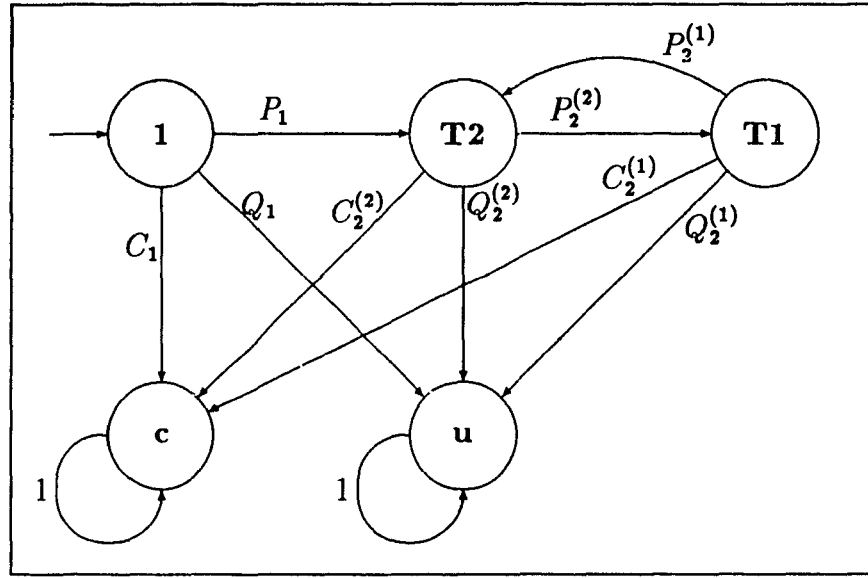 P_2^{(1)}
1 P_1 T2 P_2^{(2)} T1
C_1 Q_1 C_2^{(2)} Q_2^{(2)} C_2^{(1)} Q_2^{(1)}
c u
1 1